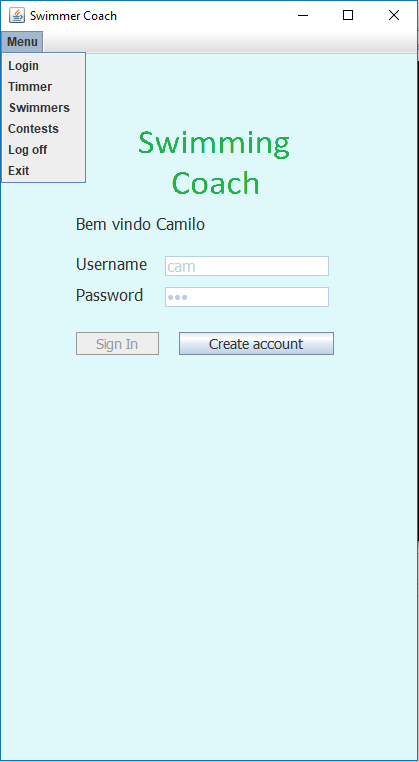 Swimmer Coach
Menu
Login
Timmer
Swimmers
Contests
Log off
Exit
Swimming
Coach
Bem vindo Camilo
Username cam
Password •••
Sign In Create account